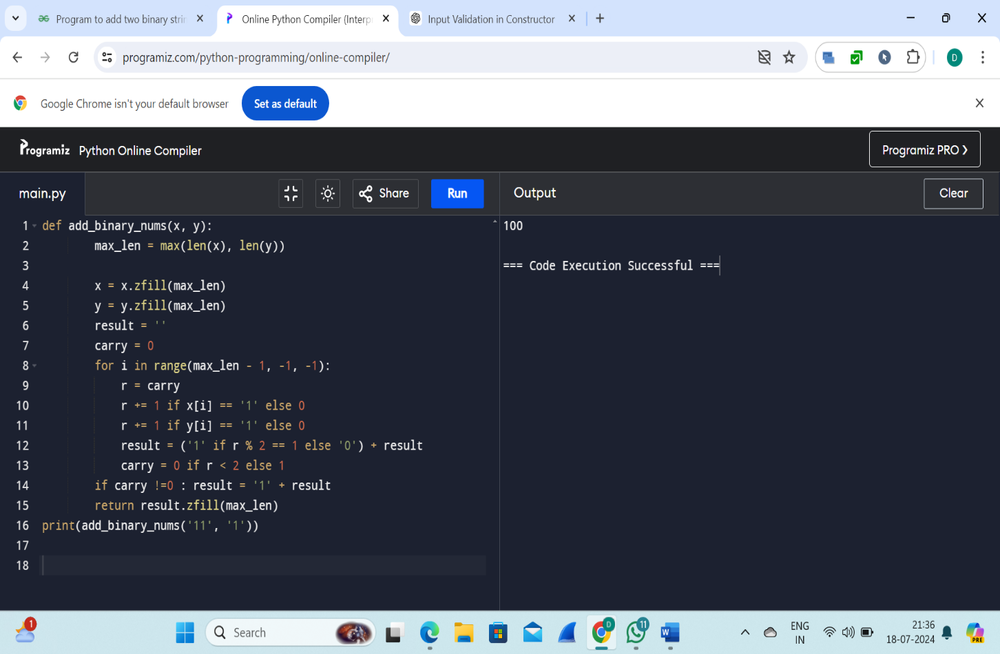 Program to add two binary strin
Online Python Compiler (Interp
Input Validation in Constructor
programiz.com/python-programming/online-compiler/
D
Google Chrome isn't your default browser
Set as default
Programiz Python Online Compiler
Programiz PRO ❯
main.py
Share
Run
Output
Clear
1 def add_binary_nums(x, y):
2         max_len = max(len(x), len(y))
3
4         x = x.zfill(max_len)
5         y = y.zfill(max_len)
6         result = ''
7         carry = 0
8         for i in range(max_len - 1, -1, -1):
9             r = carry
10             r += 1 if x[i] == '1' else 0
11             r += 1 if y[i] == '1' else 0
12             result = ('1' if r % 2 == 1 else '0') + result
13             carry = 0 if r < 2 else 1
14         if carry !=0 : result = '1' + result
15         return result.zfill(max_len)
16 print(add_binary_nums('11', '1'))
17
18
100
=== Code Execution Successful ===
1
Search
D
11
W
ENG
IN
21:36
18-07-2024
PRE